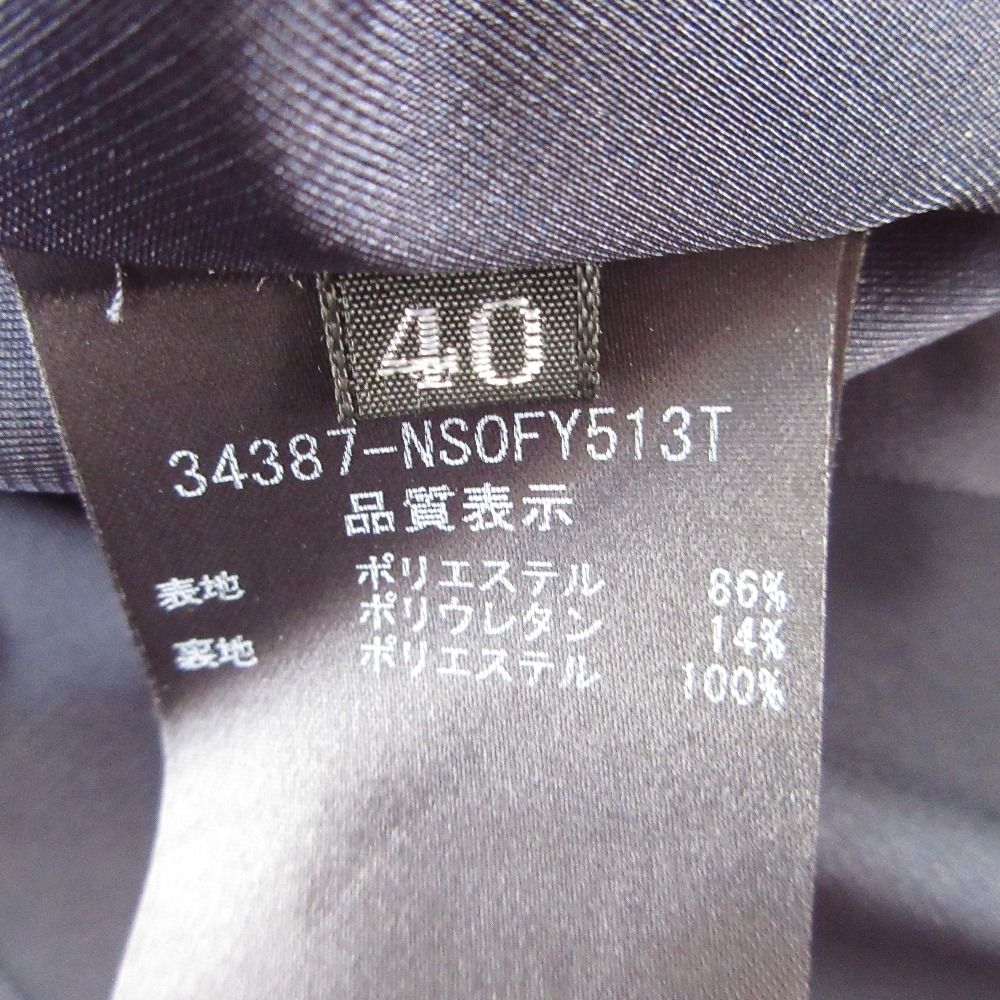 40
34387-NSOFY513T
品質表示
表地 ポリエステル 86%
ポリウレタン 14%
裏地 ポリエステル 100%